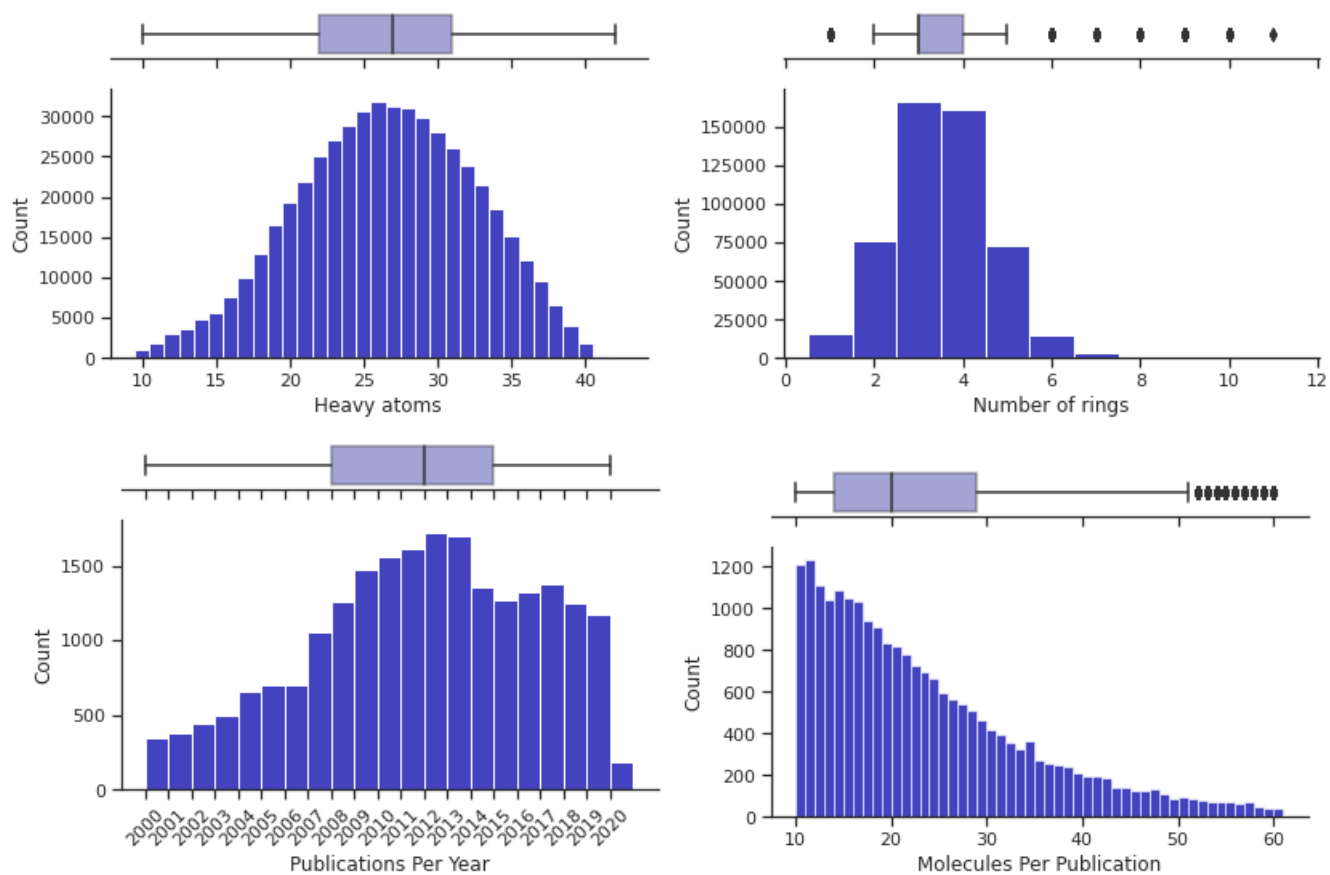 30000
25000
20000
15000
10000
5000
0
Count
10 15 20 25 30 35 40
Heavy atoms
150000
125000
100000
75000
50000
25000
0
Count
0 2 4 6 8 10 12
Number of rings
1500
1000
500
0
Count
2000 2001 2002 2003 2004 2005 2006 2007 2008 2009 2010 2011 2012 2013 2014 2015 2016 2017 2018 2019 2020
Publications Per Year
1200
1000
800
600
400
200
0
Count
10 20 30 40 50 60
Molecules Per Publication